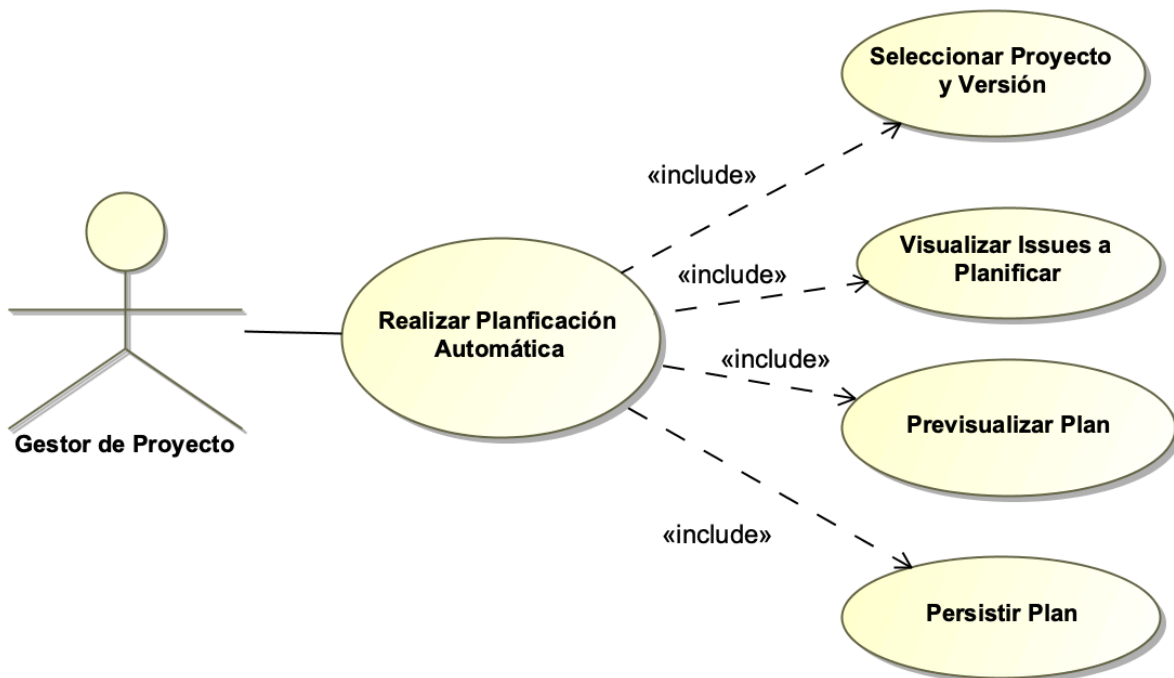 Seleccionar Proyecto
y Versión
«include»
Visualizar Issues a
Planificar
«include»
Realizar Planficación
Automática
«include»
Previsualizar Plan
Gestor de Proyecto
«include»
Persistir Plan